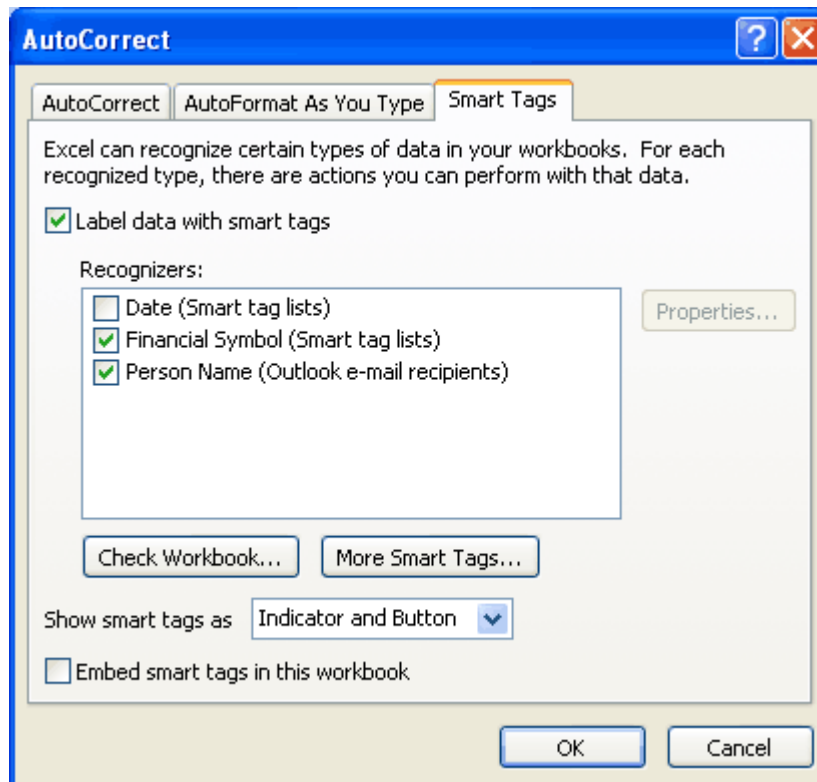 AutoCorrect
AutoCorrect AutoFormat As You Type Smart Tags
Excel can recognize certain types of data in your workbooks. For each
recognized type, there are actions you can perform with that data.
Label data with smart tags
Recognizers:
Date (Smart tag lists)
Properties...
Financial Symbol (Smart tag lists)
Person Name (Outlook e-mail recipients)
Check Workbook... More Smart Tags...
Show smart tags as Indicator and Button
Embed smart tags in this workbook
OK Cancel